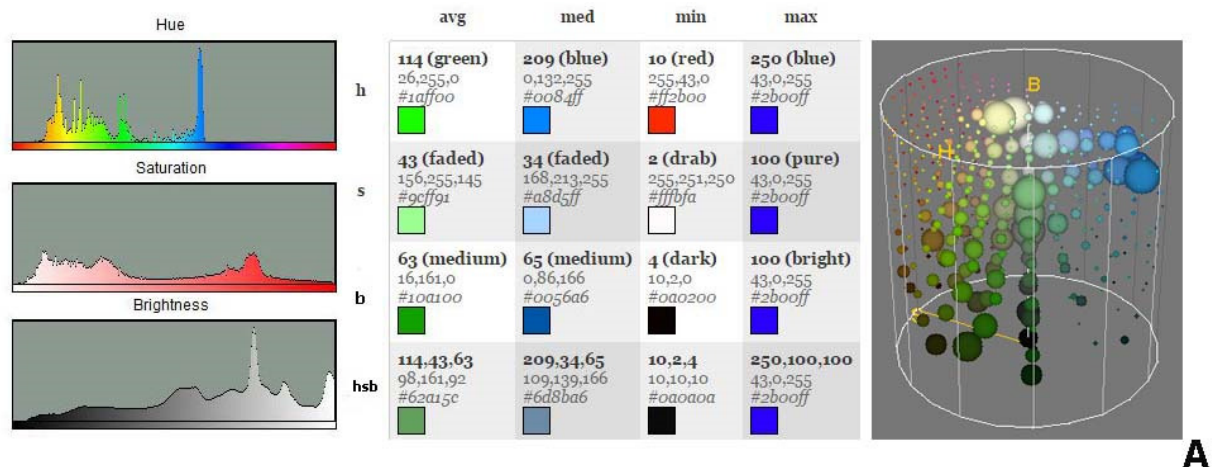 Hue
Saturation
Brightness
avg med min max
h
114 (green) 209 (blue) 10 (red) 250 (blue)
26,255,0 0,132,255 255,43,0 43,0,255
#1aff00 #0084ff #ff2b00 #2b00ff
s
43 (faded) 34 (faded) 2 (drab) 100 (pure)
156,255,145 168,213,255 255,251,250 43,0,255
#9cff91 #a8d5ff #fffbfa #2b00ff
b
63 (medium) 65 (medium) 4 (dark) 100 (bright)
16,161,0 0,86,166 10,2,0 43,0,255
#10a100 #0056a6 #0a0200 #2b00ff
hsb
114,43,63 209,34,65 10,2,4 250,100,100
98,161,92 109,139,166 10,10,10 43,0,255
#62a15c #6d8ba6 #0a0a0a #2b00ff
B
H
S
A